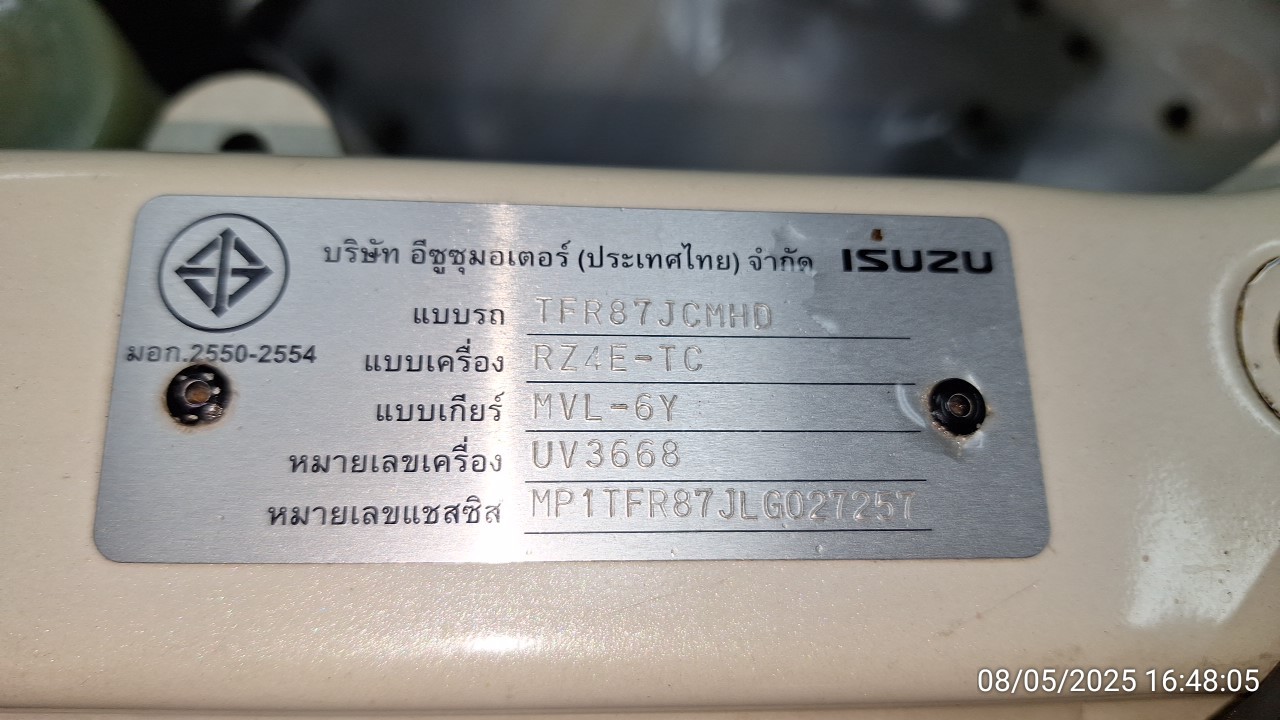 บริษัท อีซูซุมอเตอร์ (ประเทศไทย) จำกัด ISUZU
แบบรถ TFR87JCMHD
มอก.2550-2554
แบบเครื่อง RZ4E-TC
แบบเกียร์ MVL-6Y
หมายเลขเครื่อง UV3668
หมายเลขแชสซิส MP1TFR87JLG027257
08/05/2025 16:48:05